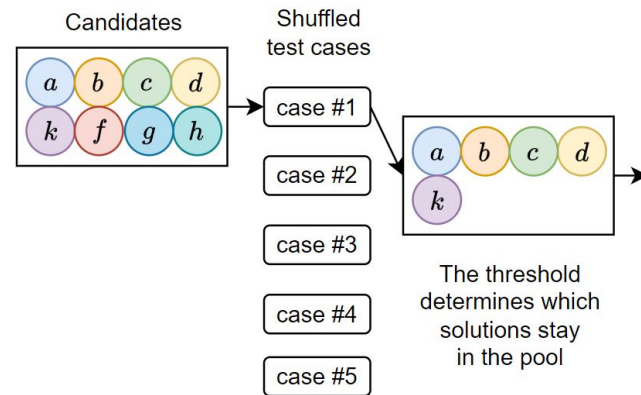 Candidates
Shuffled
test cases
a b c d
k f g h
case #1
case #2
case #3
case #4
case #5
a b c d
k
The threshold
determines which
solutions stay
in the pool